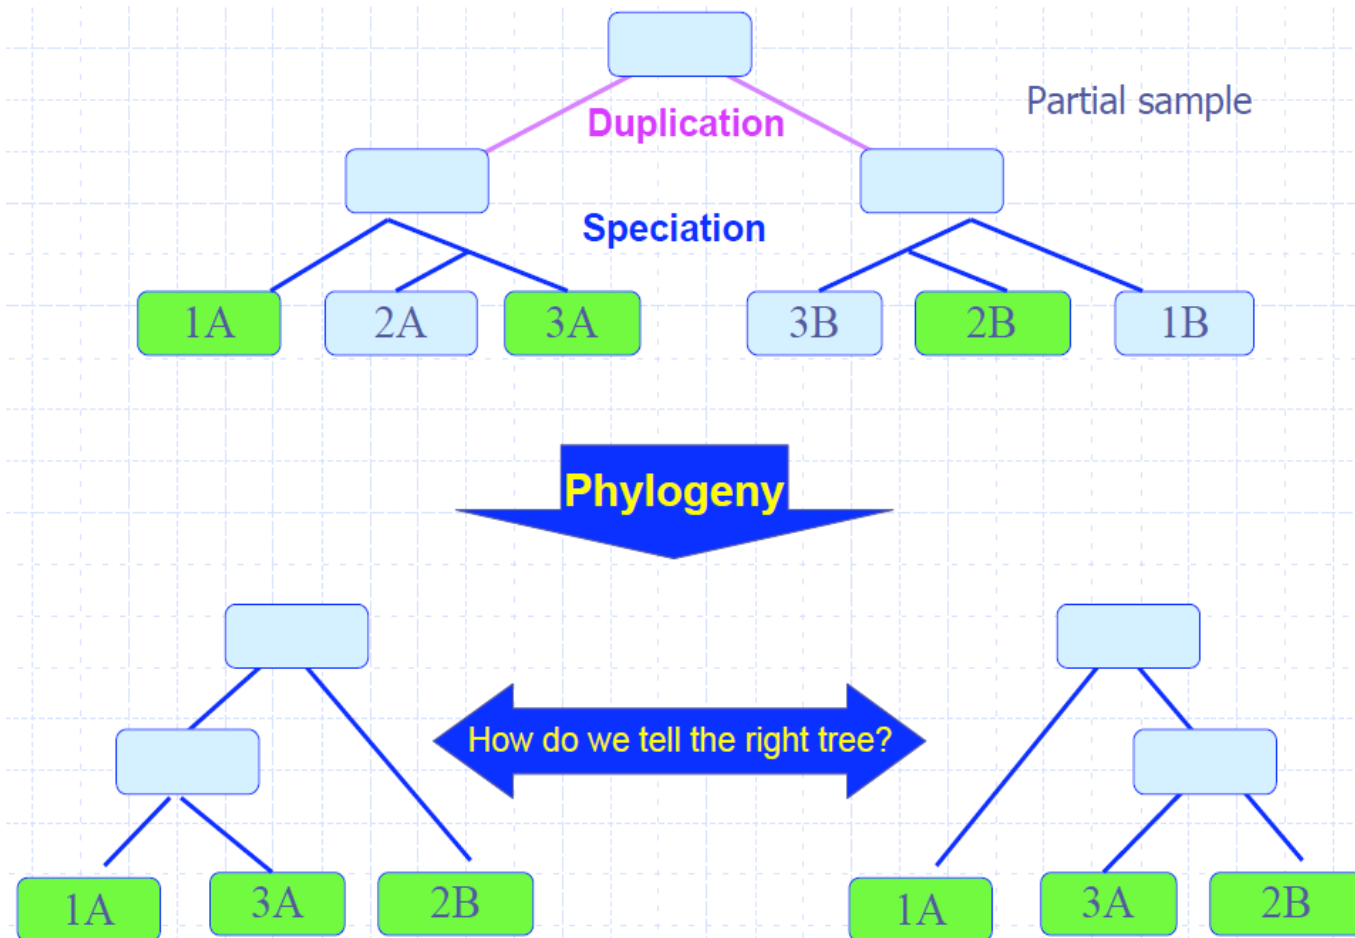 Partial sample
Duplication
Speciation
1A 2A 3A 3B 2B 1B
Phylogeny
How do we tell the right tree?
1A 3A 2B 1A 3A 2B